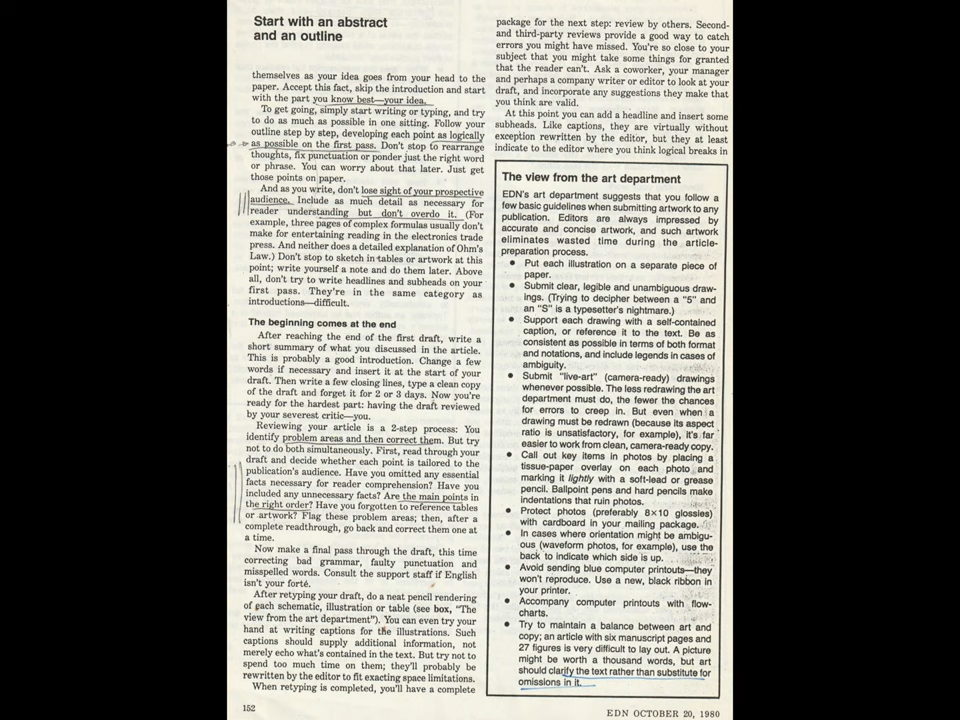 Start with an abstract
and an outline
themselves as your idea goes from your head to the
paper. Accept this fact, skip the introduction and start
with the part you know best—your idea.
To get going, simply start writing or typing, and try
to do as much as possible in one sitting. Follow your
outline step by step, developing each point as logically
as possible on the first pass. Don't stop to rearrange
thoughts, fix punctuation or ponder just the right word
or phrase. You can worry about that later. Just get
those points on paper.
And as you write, don't lose sight of your prospective
audience. Include as much detail as necessary for
reader understanding but don't overdo it. (For
example, three pages of complex formulas usually don't
make for entertaining reading in the electronics trade
press. And neither does a detailed explanation of Ohm's
Law.) Don't stop to sketch in tables or artwork at this
point; write yourself a note and do them later. Above
all, don't try to write headlines and subheads on your
first pass. They're in the same category as
introductions—difficult.
The beginning comes at the end
After reaching the end of the first draft, write a
short summary of what you discussed in the article.
This is probably a good introduction. Change a few
words if necessary and insert it at the start of your
draft. Then write a few closing lines, type a clean copy
of the draft and forget it for 2 or 3 days. Now you're
ready for the hardest part: having the draft reviewed
by your severest critic—you.
Reviewing your article is a 2-step process: You
identify problem areas and then correct them. But try
not to do both simultaneously. First, read through your
draft and decide whether each point is tailored to the
publication's audience. Have you omitted any essential
facts necessary for reader comprehension? Have you
included any unnecessary facts? Are the main points in
the right order? Have you forgotten to reference tables
or artwork? Flag these problem areas; then, after a
complete readthrough, go back and correct them one at
a time.
Now make a final pass through the draft, this time
correcting bad grammar, faulty punctuation and
misspelled words. Consult the support staff if English
isn't your forté.
After retyping your draft, do a neat pencil rendering
of each schematic, illustration or table (see box, "The
view from the art department"). You can even try your
hand at writing captions for the illustrations. Such
captions should supply additional information, not
merely echo what's contained in the text. But try not to
spend too much time on them; they'll probably be
rewritten by the editor to fit exacting space limitations.
When retyping is completed, you'll have a complete
package for the next step: review by others. Second-
and third-party reviews provide a good way to catch
errors you might have missed. You're so close to your
subject that you might take some things for granted
that the reader can't. Ask a coworker, your manager
and perhaps a company writer or editor to look at your
draft, and incorporate any suggestions they make that
you think are valid.
At this point you can add a headline and insert some
subheads. Like captions, they are virtually without
exception rewritten by the editor, but they at least
indicate to the editor where you think logical breaks in
The view from the art department
EDN's art department suggests that you follow a
few basic guidelines when submitting artwork to any
publication. Editors are always impressed by
accurate and concise artwork, and such artwork
eliminates wasted time during the article-
preparation process.
● Put each illustration on a separate piece of
paper.
● Submit clear, legible and unambiguous draw-
ings. (Trying to decipher between a "5" and
an "S" is a typesetter's nightmare.)
● Support each drawing with a self-contained
caption, or reference it to the text. Be as
consistent as possible in terms of both format
and notations, and include legends in cases of
ambiguity.
● Submit "live-art" (camera-ready) drawings
whenever possible. The less redrawing the art
department must do, the fewer the chances
for errors to creep in. But even when a
drawing must be redrawn (because its aspect
ratio is unsatisfactory, for example), it's far
easier to work from clean, camera-ready copy.
● Call out key items in photos by placing a
tissue-paper overlay on each photo and
marking it lightly with a soft-lead or grease
pencil. Ballpoint pens and hard pencils make
indentations that ruin photos.
● Protect photos (preferably 8×10 glossies)
with cardboard in your mailing package.
● In cases where orientation might be ambigu-
ous (waveform photos, for example), use the
back to indicate which side is up.
● Avoid sending blue computer printouts—they
won't reproduce. Use a new, black ribbon in
your printer.
● Accompany computer printouts with flow-
charts.
● Try to maintain a balance between art and
copy; an article with six manuscript pages and
27 figures is very difficult to lay out. A picture
might be worth a thousand words, but art
should clarify the text rather than substitute for
omissions in it.
152
EDN OCTOBER 20, 1980